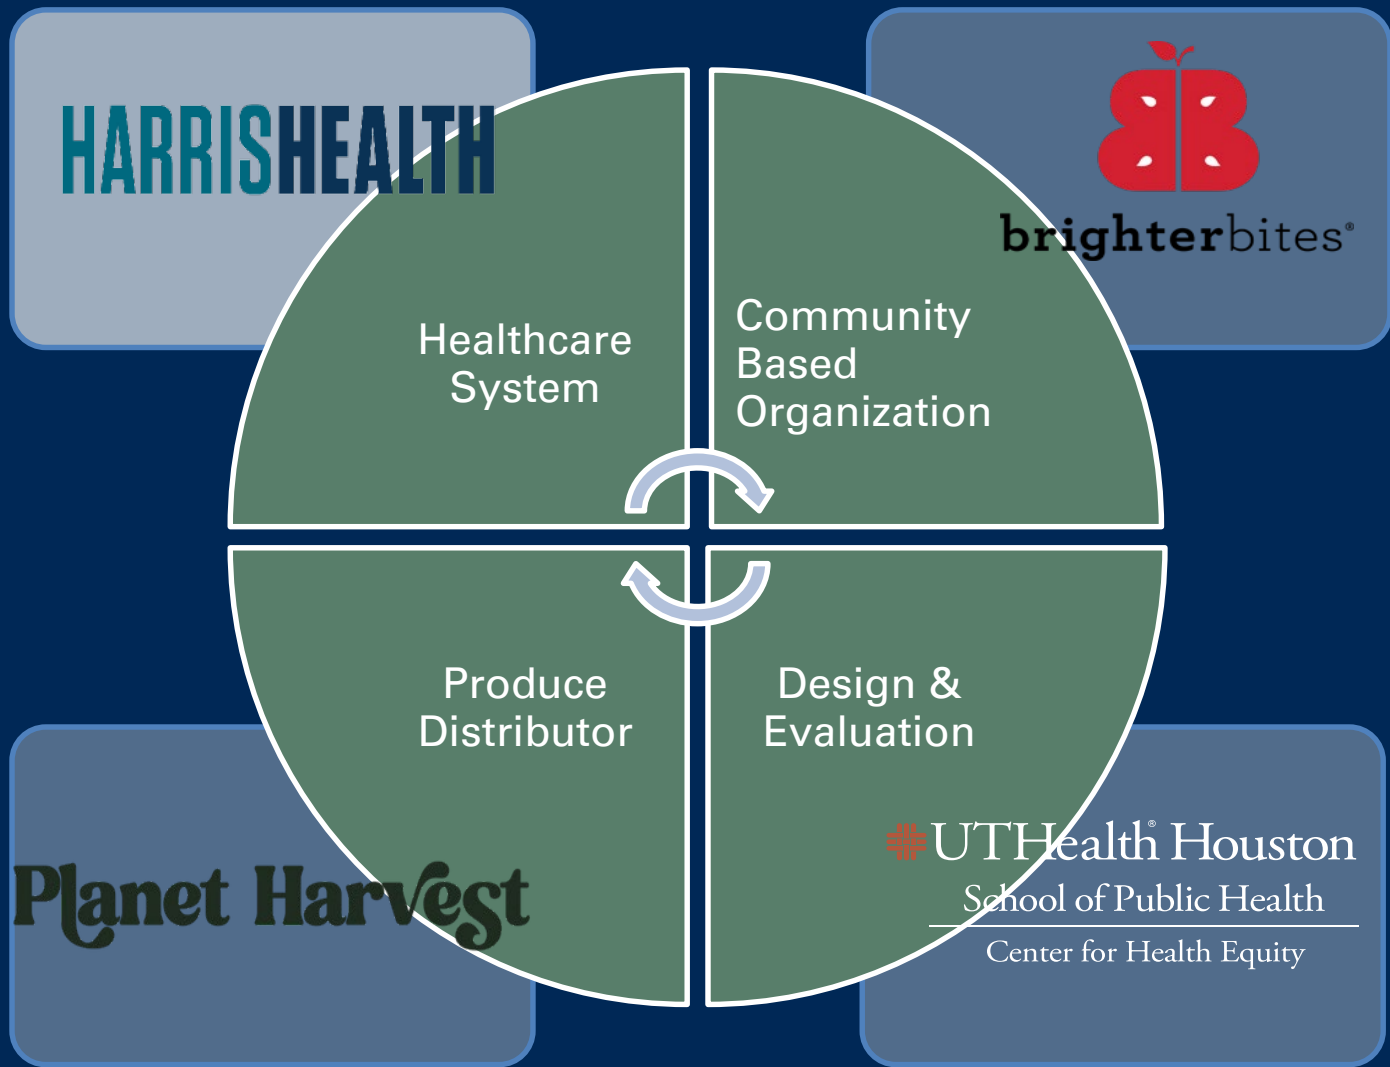 HARRISHEALTH
brighterbites®
Healthcare
System
Community
Based
Organization
Produce
Distributor
Design &
Evaluation
Planet Harvest
UTHealth® Houston
School of Public Health
Center for Health Equity